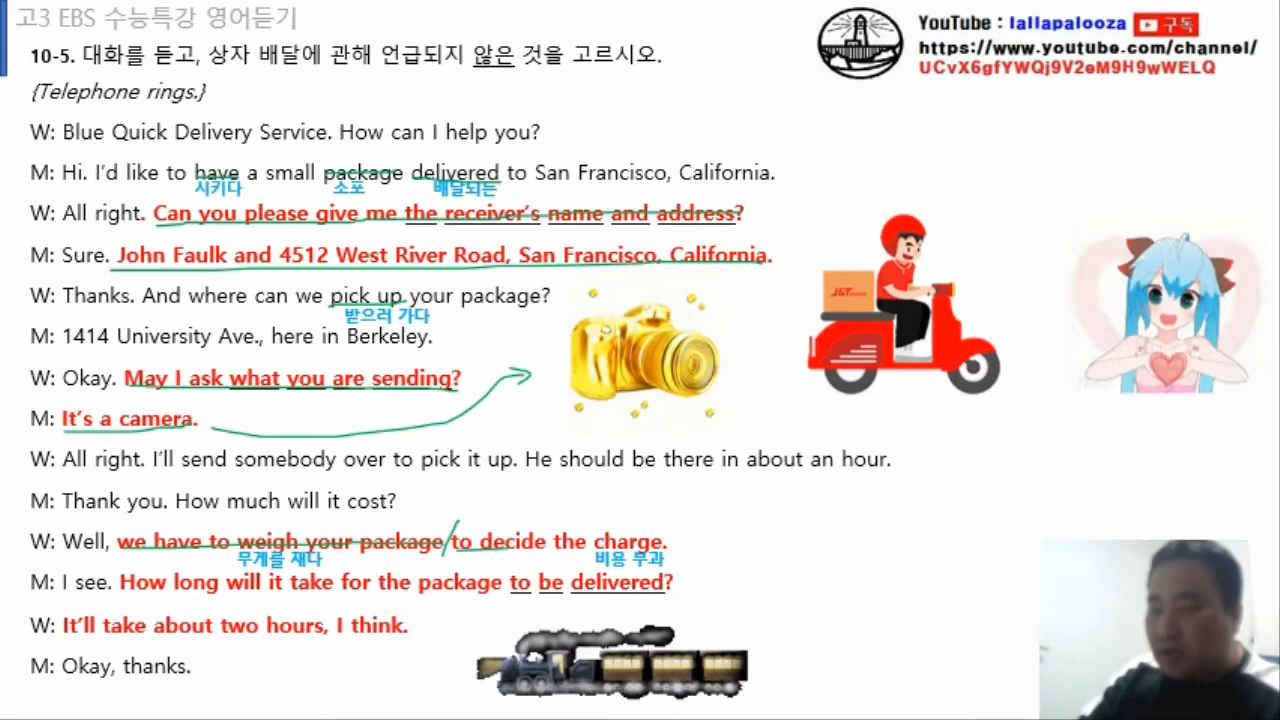 고3 EBS 수능특강 영어듣기
YouTube : lallapalooza 구독
https://www.youtube.com/channel/
UCvX6gfYWQj9V2eM9H9wWELQ
10-5. 대화를 듣고, 상자 배달에 관해 언급되지 않은 것을 고르시오.
{Telephone rings.}
W: Blue Quick Delivery Service. How can I help you?
M: Hi. I’d like to have a small package delivered to San Francisco, California.
시키다 소포 배달되는
W: All right. Can you please give me the receiver’s name and address?
M: Sure. John Faulk and 4512 West River Road, San Francisco, California.
W: Thanks. And where can we pick up your package?
받으러 가다
M: 1414 University Ave., here in Berkeley.
W: Okay. May I ask what you are sending?
M: It’s a camera.
W: All right. I’ll send somebody over to pick it up. He should be there in about an hour.
M: Thank you. How much will it cost?
W: Well, we have to weigh your package/to decide the charge.
무게를 재다 비용 부과
M: I see. How long will it take for the package to be delivered?
W: It’ll take about two hours, I think.
M: Okay, thanks.
J&T